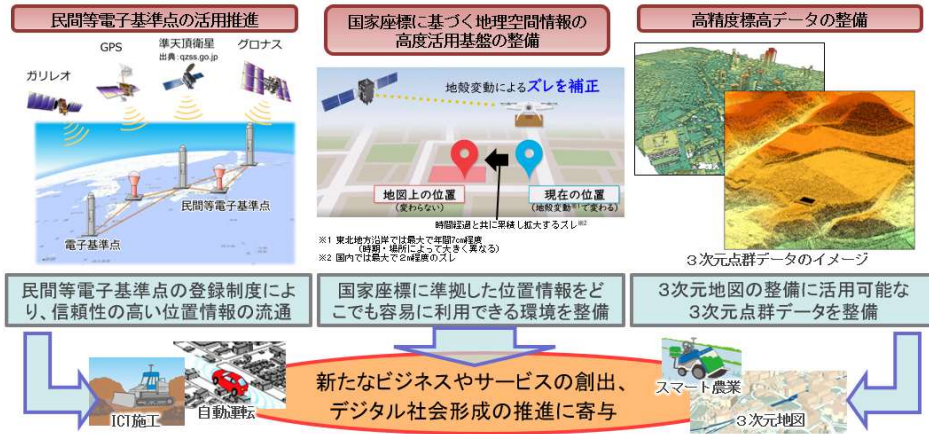 民間等電子基準点の活用推進
ガリレオ
GPS
準天頂衛星
出典:qzss.go.jp
グロナス
民間等電子基準点
電子基準点
民間等電子基準点の登録制度によ
り、信頼性の高い位置情報の流通
国家座標に基づく地理空間情報の
高度活用基盤の整備
地殻変動によるズレを補正
地図上の位置
(変わらない)
現在の位置
(地殻変動※1で変わる)
時間経過と共に累積し拡大するズレ※2
※1 東北地方沿岸では最大で年間7cm程度
(時期・場所によって大きく異なる)
※2 国内では最大で2m程度のズレ
国家座標に準拠した位置情報をど
こでも容易に利用できる環境を整備
高精度標高データの整備
3次元点群データのイメージ
3次元地図の整備に活用可能な
3次元点群データを整備
ICT施工
自動運転
新たなビジネスやサービスの創出、
デジタル社会形成の推進に寄与
スマート農業
3次元地図